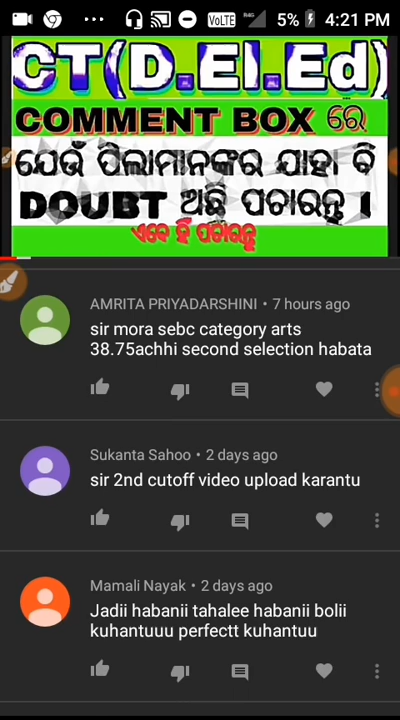 VoLTE 4G 5% 4:21 PM
CT(D.El.Ed)
COMMENT BOX ରେ
ଯେଉଁ ପିଲାମାନଙ୍କର ଯାହା ବି
DOUBT ଅଛି ପଚାରନ୍ତୁ ।
ଏବେ ହିଁ ପଚାରନ୍ତୁ
AMRITA PRIYADARSHINI • 7 hours ago
sir mora sebc category arts
38.75achhi second selection habata
Sukanta Sahoo • 2 days ago
sir 2nd cutoff video upload karantu
Mamali Nayak • 2 days ago
Jadii habanii tahalee habanii bolii
kuhantuuu perfectt kuhantuu